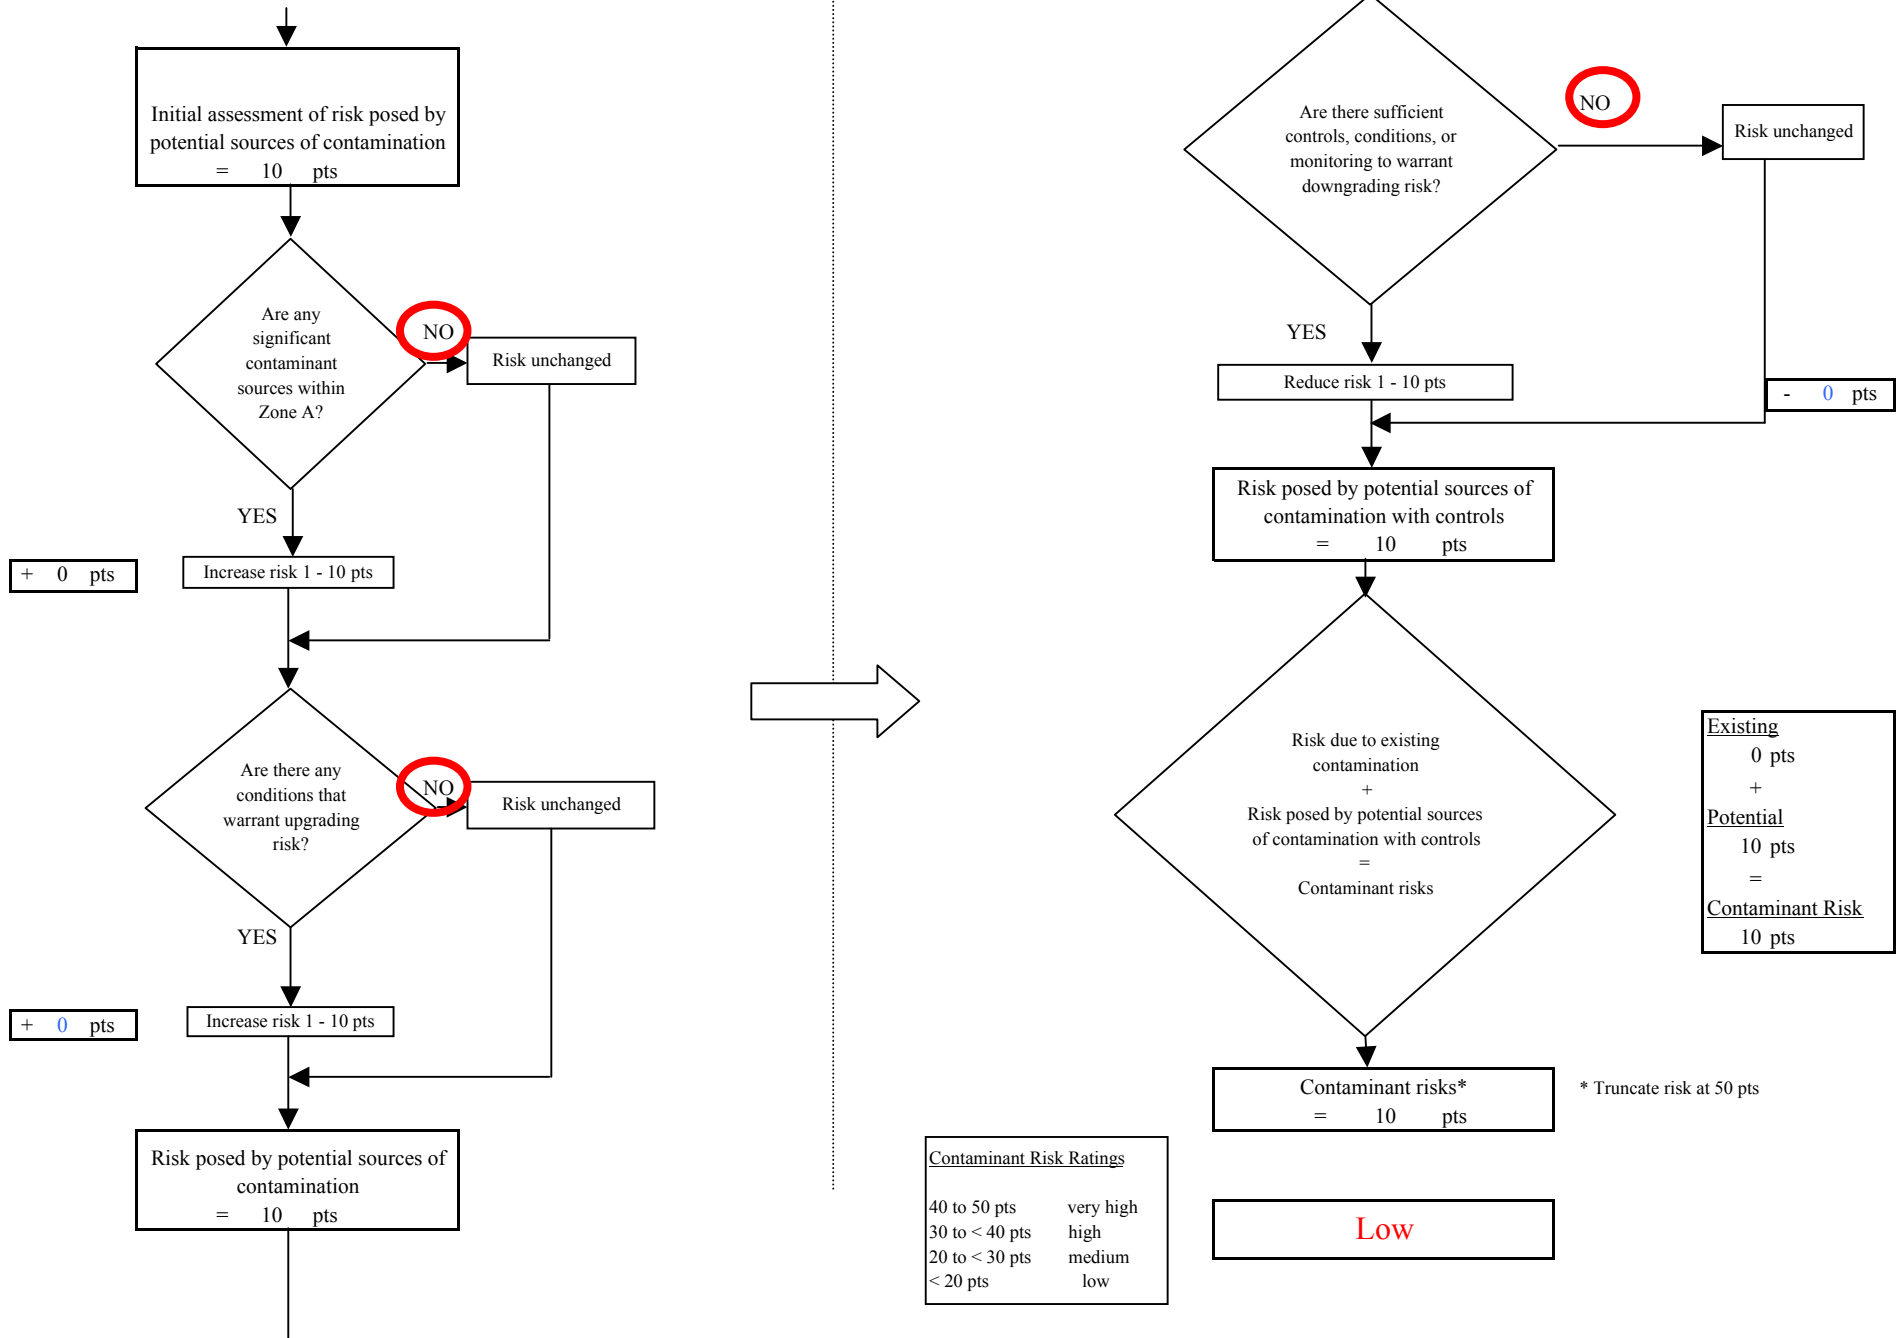 Initial assessment of risk posed by
potential sources of contamination
= 10 pts
Are any
significant
contaminant
sources within
Zone A?
NO
Risk unchanged
YES
+ 0 pts
Increase risk 1 - 10 pts
Are there any
conditions that
warrant upgrading
risk?
NO
Risk unchanged
YES
+ 0 pts
Increase risk 1 - 10 pts
Risk posed by potential sources of
contamination
= 10 pts
Are there sufficient
controls, conditions, or
monitoring to warrant
downgrading risk?
NO
Risk unchanged
YES
Reduce risk 1 - 10 pts
- 0 pts
Risk posed by potential sources of
contamination with controls
= 10 pts
Risk due to existing
contamination
+
Risk posed by potential sources
of contamination with controls
=
Contaminant risks
Existing
0 pts
+
Potential
10 pts
=
Contaminant Risk
10 pts
Contaminant risks*
= 10 pts
* Truncate risk at 50 pts
Contaminant Risk Ratings
40 to 50 pts very high
30 to < 40 pts high
20 to < 30 pts medium
< 20 pts low
Low